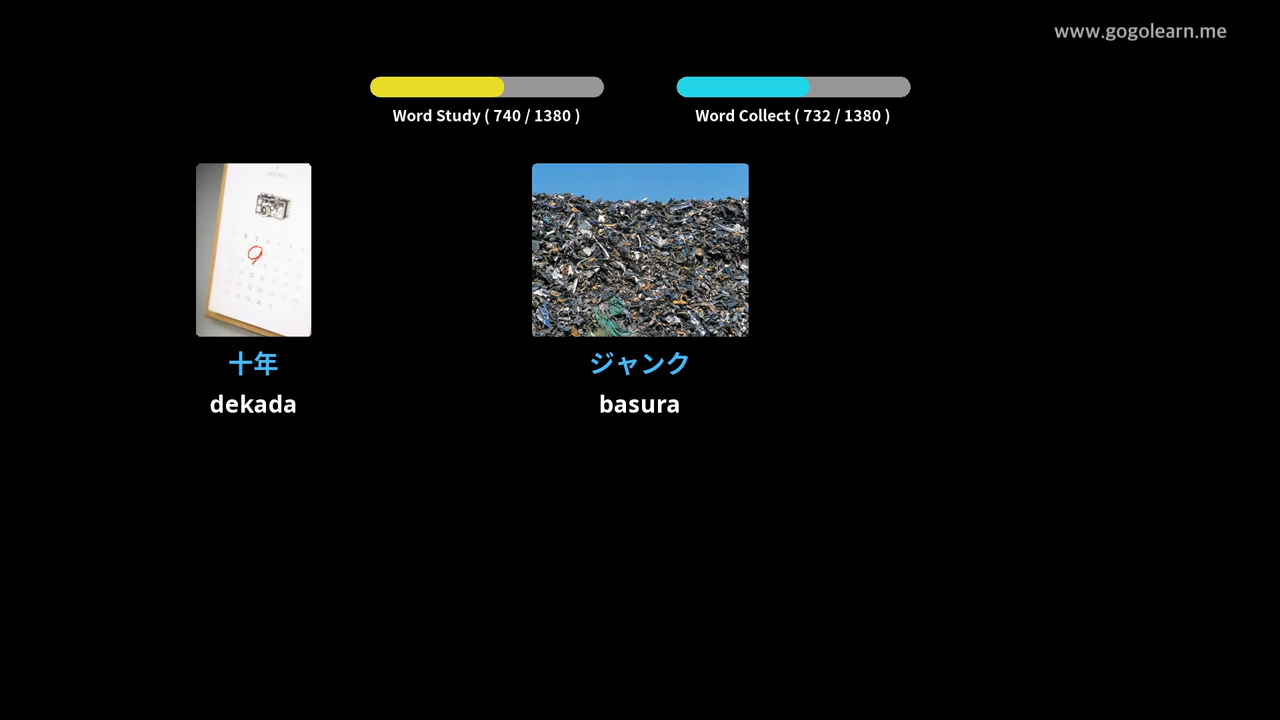 www.gogolearn.me
Word Study ( 740 / 1380 )
Word Collect ( 732 / 1380 )
十年
dekada
ジャンク
basura